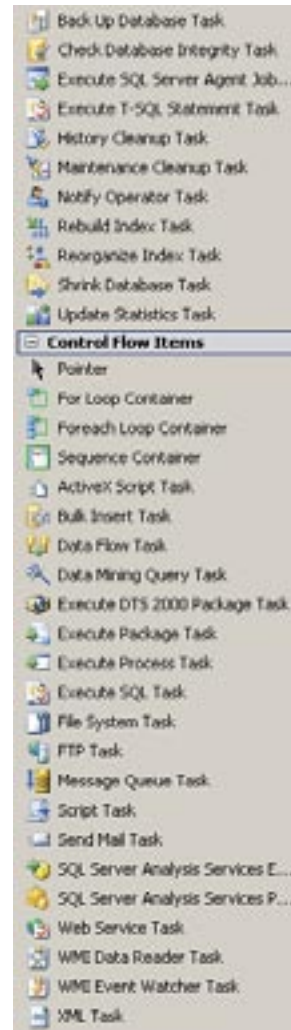 Back Up Database Task
Check Database Integrity Task
Execute SQL Server Agent Job...
Execute T-SQL Statement Task
History Cleanup Task
Maintenance Cleanup Task
Notify Operator Task
Rebuild Index Task
Reorganize Index Task
Shrink Database Task
Update Statistics Task
Control Flow Items
Pointer
For Loop Container
Foreach Loop Container
Sequence Container
ActiveX Script Task
Bulk Insert Task
Data Flow Task
Data Mining Query Task
Execute DTS 2000 Package Task
Execute Package Task
Execute Process Task
Execute SQL Task
File System Task
FTP Task
Message Queue Task
Script Task
Send Mail Task
SQL Server Analysis Services E...
SQL Server Analysis Services P...
Web Service Task
WMI Data Reader Task
WMI Event Watcher Task
XML Task